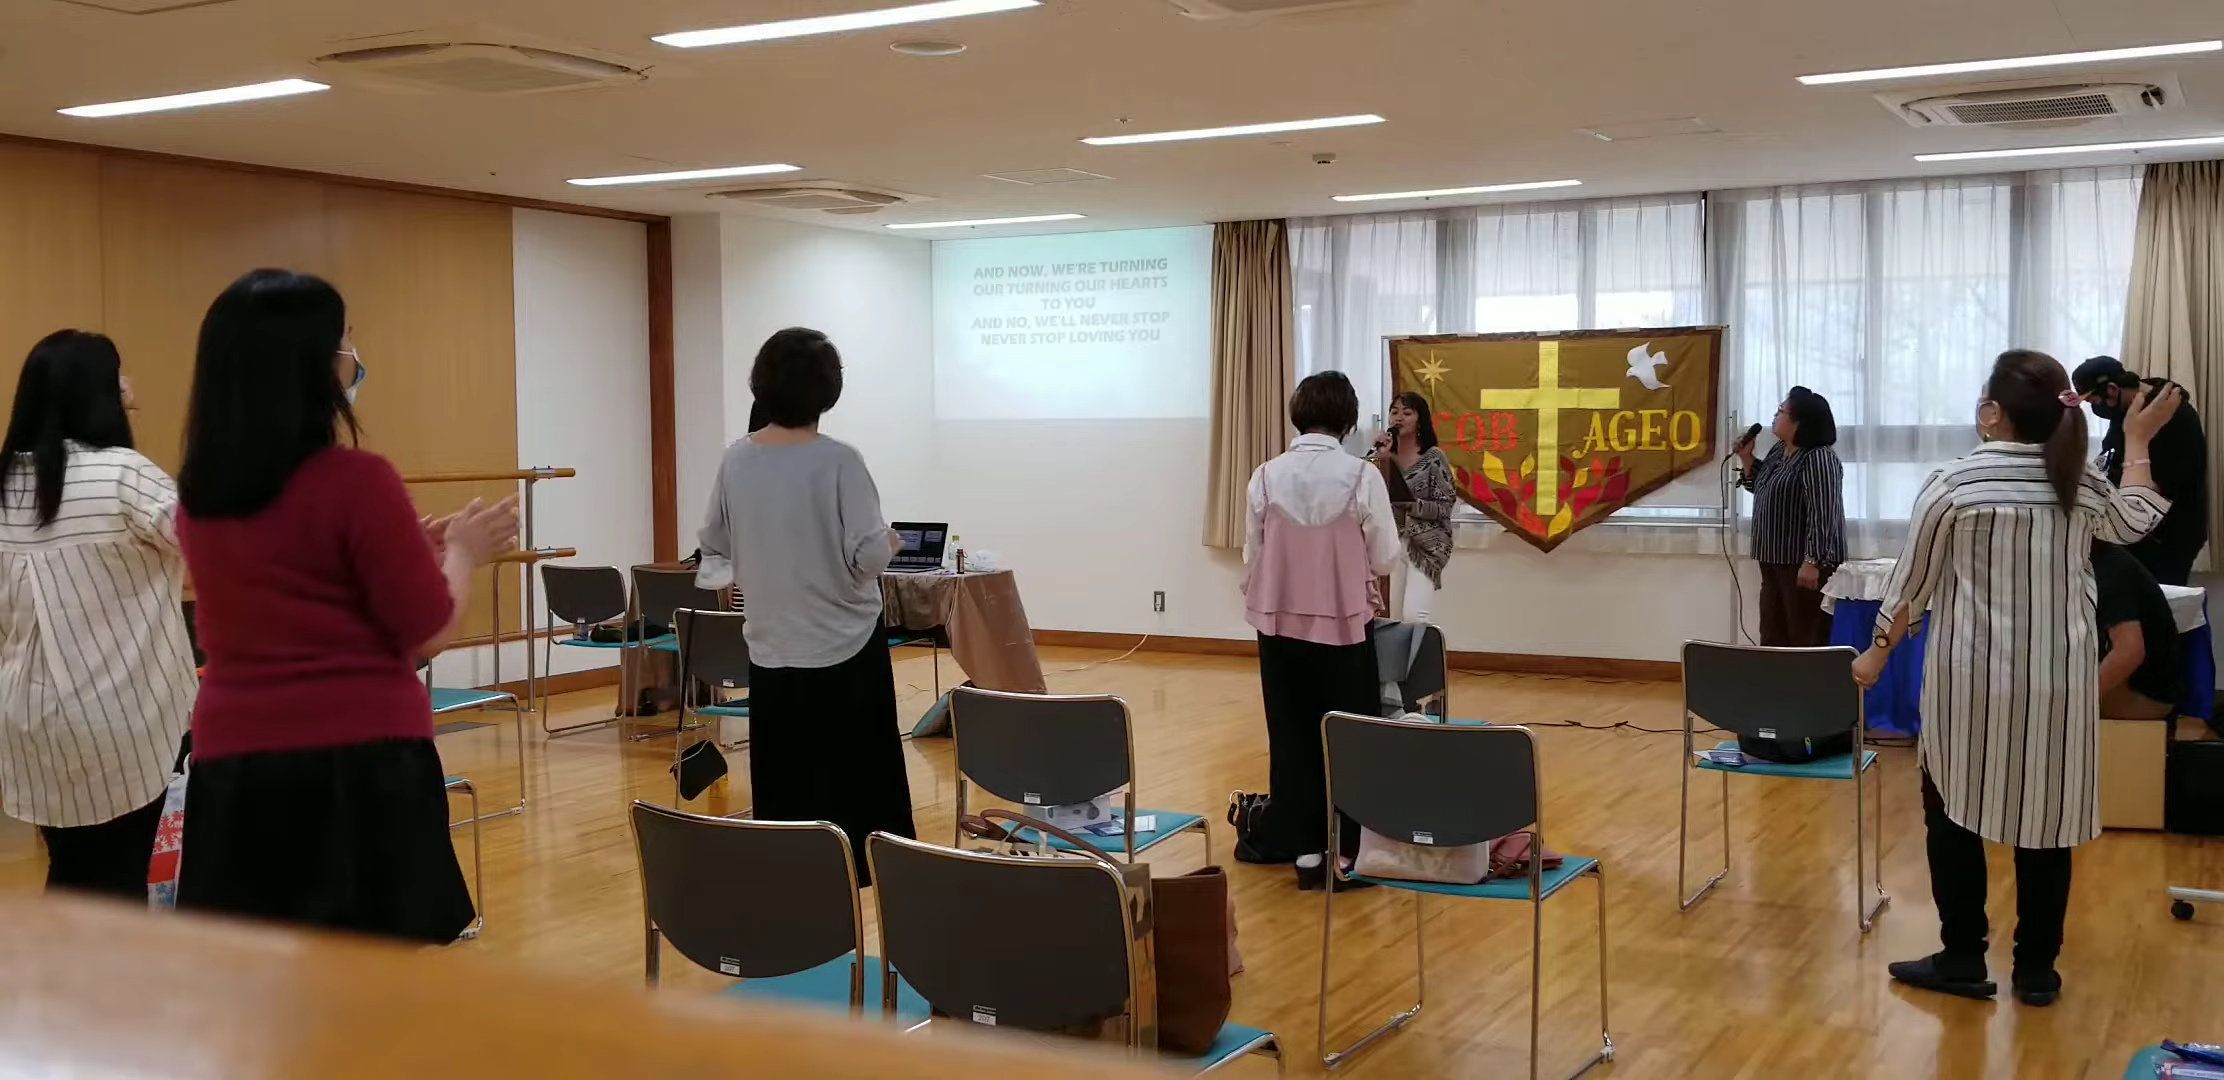 AND NOW, WE'RE TURNING
OUR TURNING OUR HEARTS
TO YOU
AND NO, WE'LL NEVER STOP
NEVER STOP LOVING YOU
COB AGEO